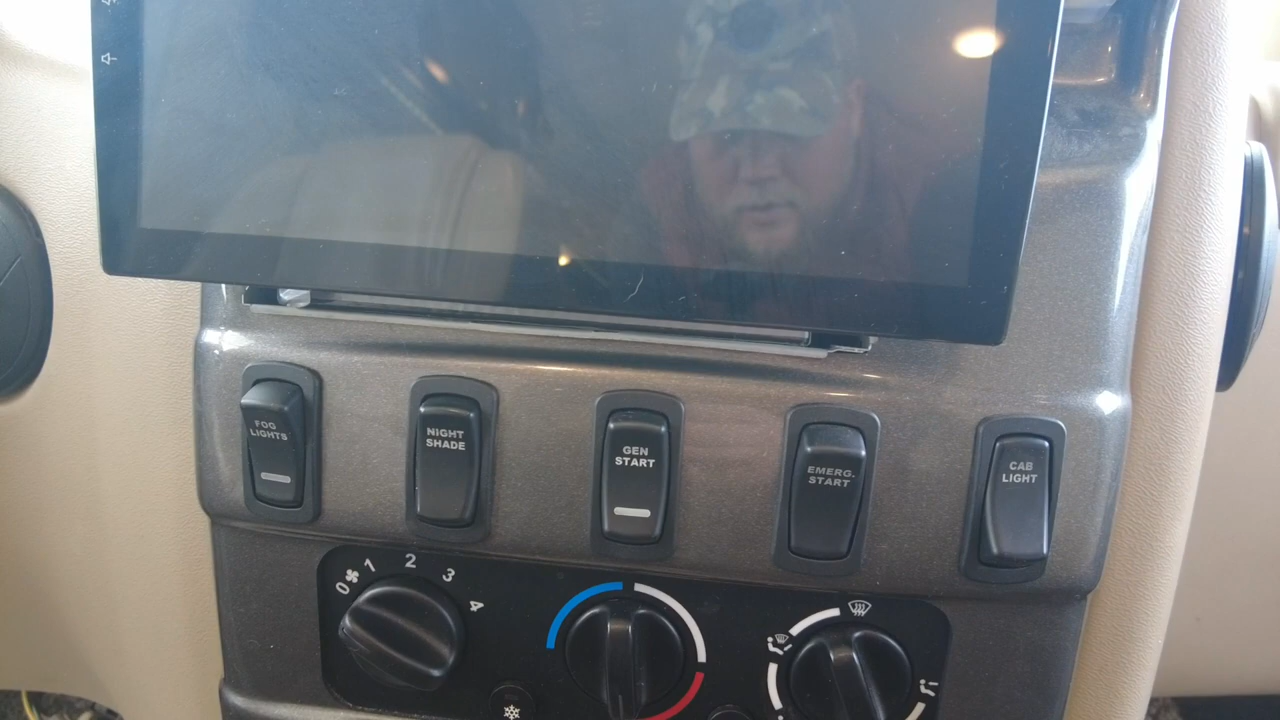 FOG
LIGHTS
NIGHT
SHADE
GEN
START
EMERG.
START
CAB
LIGHT
0 1 2 3 4